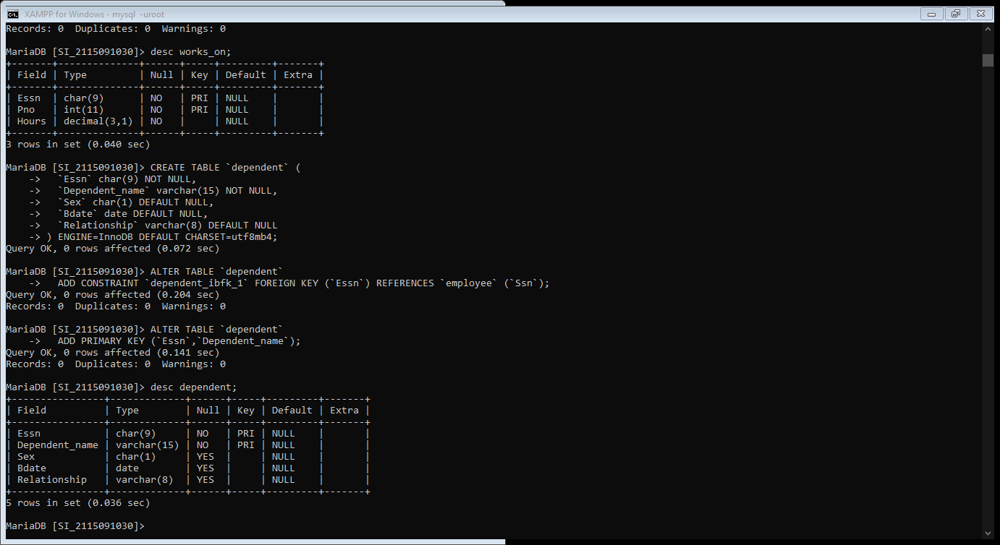 XAMPP for Windows - mysql  -uroot
Records: 0  Duplicates: 0  Warnings: 0
MariaDB [SI_2115091030]> desc works_on;
+-------+--------------+------+-----+---------+-------+
| Field | Type         | Null | Key | Default | Extra |
+-------+--------------+------+-----+---------+-------+
| Essn  | char(9)      | NO   | PRI | NULL    |       |
| Pno   | int(11)      | NO   | PRI | NULL    |       |
| Hours | decimal(3,1) | NO   |     | NULL    |       |
+-------+--------------+------+-----+---------+-------+
3 rows in set (0.040 sec)
MariaDB [SI_2115091030]> CREATE TABLE `dependent` (
    ->   `Essn` char(9) NOT NULL,
    ->   `Dependent_name` varchar(15) NOT NULL,
    ->   `Sex` char(1) DEFAULT NULL,
    ->   `Bdate` date DEFAULT NULL,
    ->   `Relationship` varchar(8) DEFAULT NULL
    -> ) ENGINE=InnoDB DEFAULT CHARSET=utf8mb4;
Query OK, 0 rows affected (0.072 sec)
MariaDB [SI_2115091030]> ALTER TABLE `dependent`
    ->   ADD CONSTRAINT `dependent_ibfk_1` FOREIGN KEY (`Essn`) REFERENCES `employee` (`Ssn`);
Query OK, 0 rows affected (0.204 sec)
Records: 0  Duplicates: 0  Warnings: 0
MariaDB [SI_2115091030]> ALTER TABLE `dependent`
    ->   ADD PRIMARY KEY (`Essn`,`Dependent_name`);
Query OK, 0 rows affected (0.141 sec)
Records: 0  Duplicates: 0  Warnings: 0
MariaDB [SI_2115091030]> desc dependent;
+----------------+-------------+------+-----+---------+-------+
| Field          | Type        | Null | Key | Default | Extra |
+----------------+-------------+------+-----+---------+-------+
| Essn           | char(9)     | NO   | PRI | NULL    |       |
| Dependent_name | varchar(15) | NO   | PRI | NULL    |       |
| Sex            | char(1)     | YES  |     | NULL    |       |
| Bdate          | date        | YES  |     | NULL    |       |
| Relationship   | varchar(8)  | YES  |     | NULL    |       |
+----------------+-------------+------+-----+---------+-------+
5 rows in set (0.036 sec)
MariaDB [SI_2115091030]>